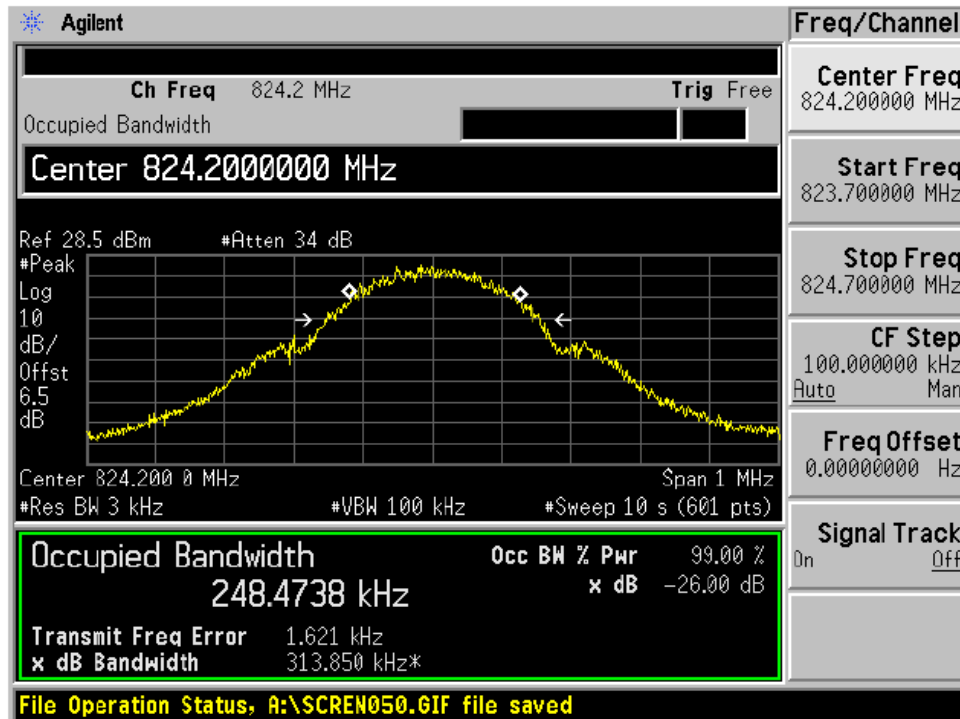 Agilent
Freq/Channel
Ch Freq 824.2 MHz Trig Free
Occupied Bandwidth
Center 824.2000000 MHz
Ref 28.5 dBm #Atten 34 dB
#Peak
Log
10
dB/
Offst
6.5
dB
Center 824.200 0 MHz Span 1 MHz
#Res BW 3 kHz #VBW 100 kHz #Sweep 10 s (601 pts)
Occupied Bandwidth
248.4738 kHz
Occ BW % Pwr 99.00 %
x dB -26.00 dB
Transmit Freq Error 1.621 kHz
x dB Bandwidth 313.850 kHz*
File Operation Status, A:\SCREN050.GIF file saved
Center Freq
824.200000 MHz
Start Freq
823.700000 MHz
Stop Freq
824.700000 MHz
CF Step
100.000000 kHz
Auto Man
Freq Offset
0.00000000 Hz
Signal Track
On Off